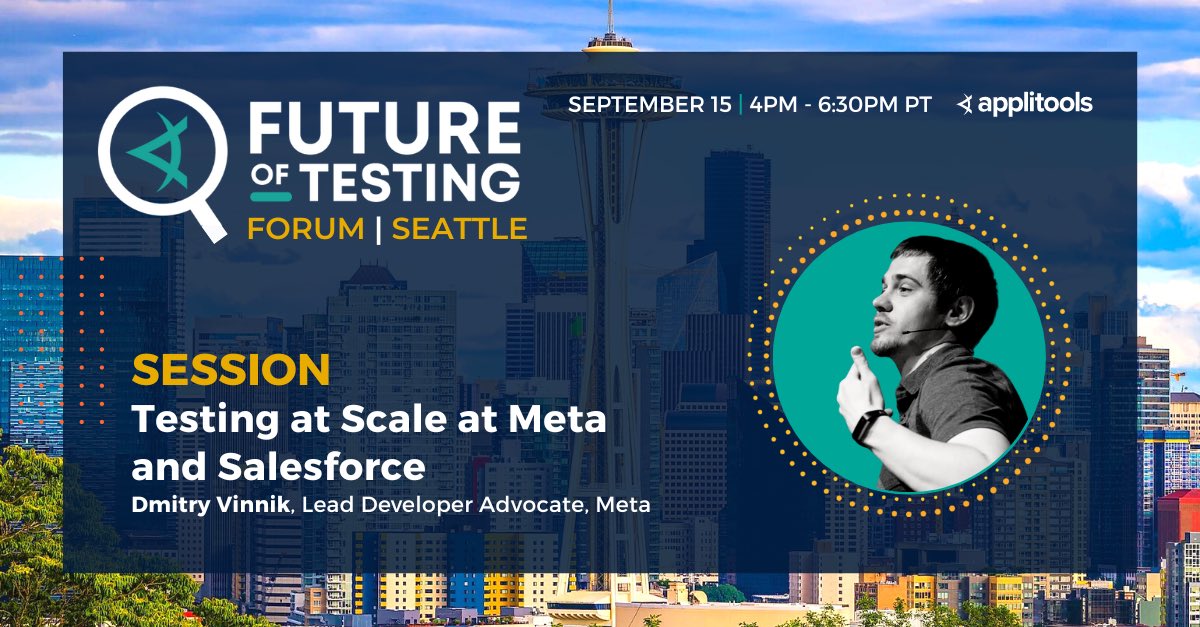 FUTURE
OF TESTING
FORUM | SEATTLE
SEPTEMBER 15 | 4PM - 6:30PM PT
applitools
SESSION
Testing at Scale at Meta
and Salesforce
Dmitry Vinnik, Lead Developer Advocate, Meta